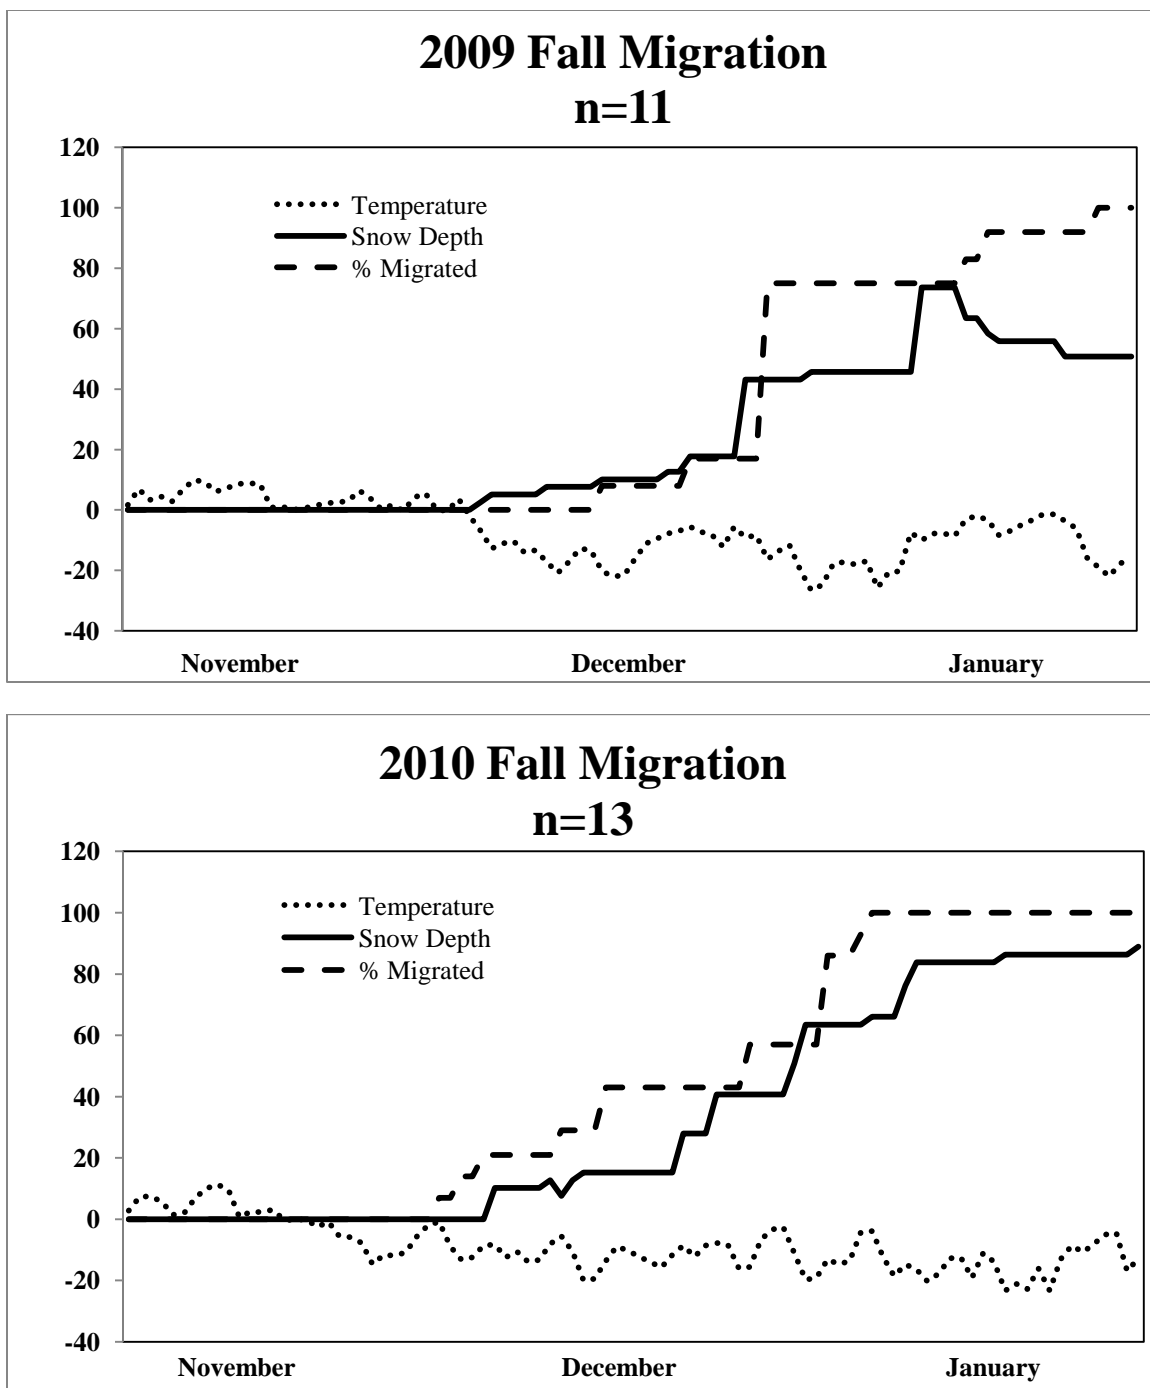 2009 Fall Migration
n=11
120
100
80
60
40
20
0
-20
-40
Temperature
Snow Depth
% Migrated
November December January
2010 Fall Migration
n=13
120
100
80
60
40
20
0
-20
-40
Temperature
Snow Depth
% Migrated
November December January